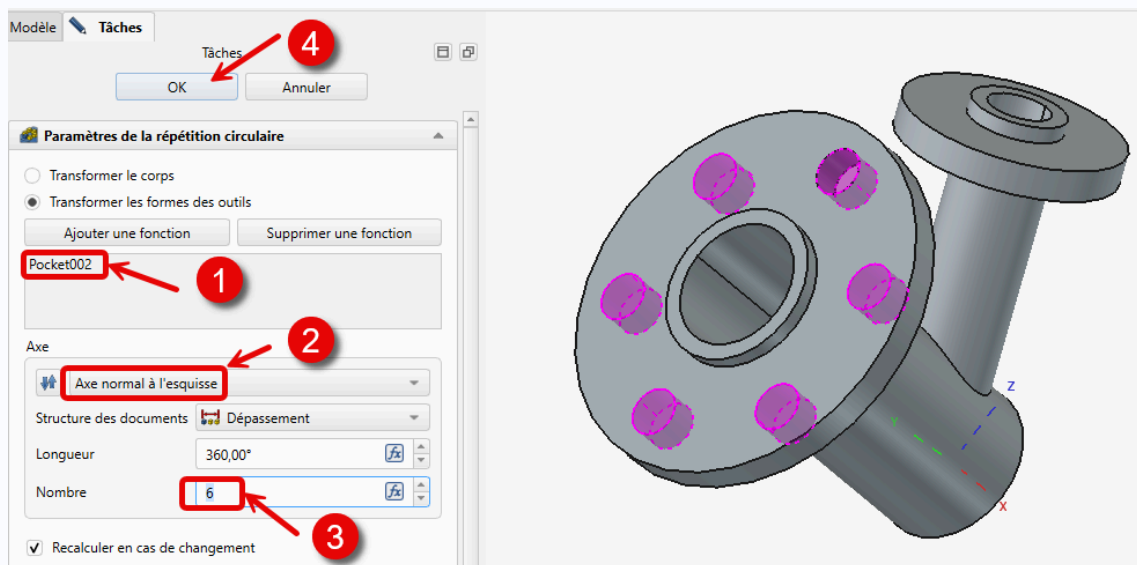 Modèle Tâches
Tâches
4
OK Annuler
Paramètres de la répétition circulaire
Transformer le corps
Transformer les formes des outils
Ajouter une fonction Supprimer une fonction
Pocket002
1
Axe
2
Axe normal à l'esquisse
Structure des documents Dépassement
Longueur 360,00° fx
Nombre 6 fx
3
Recalculer en cas de changement
Z
Y
X